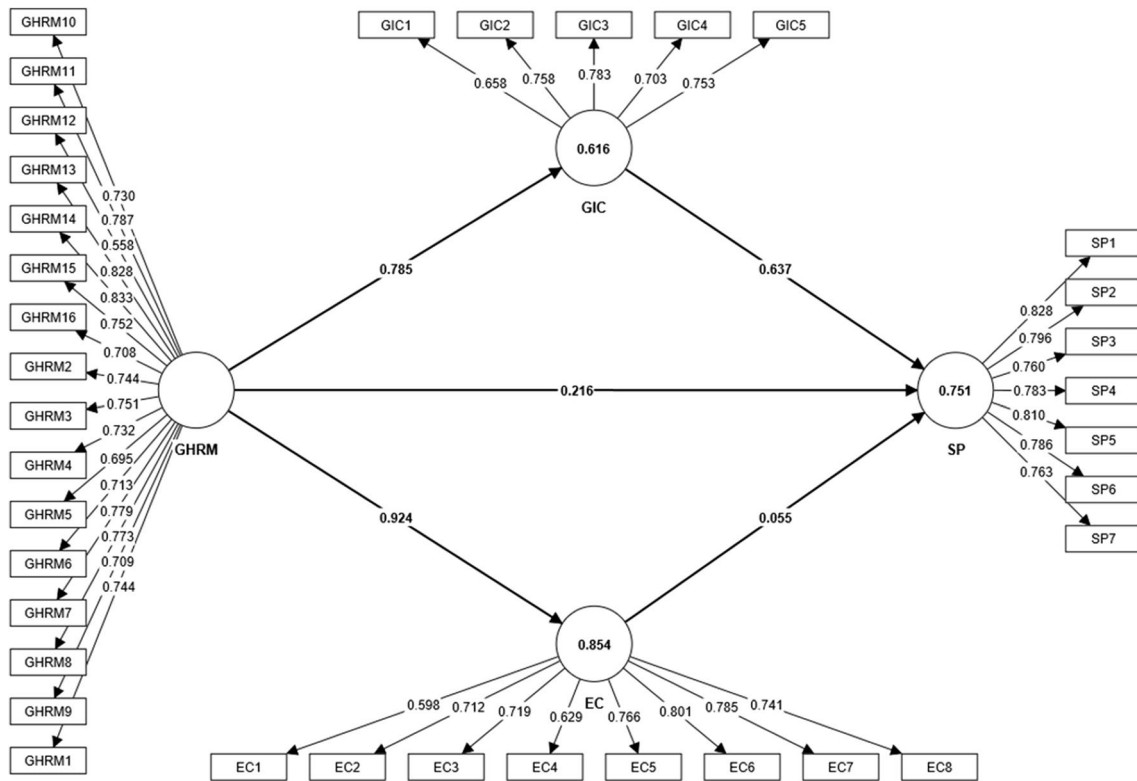 GHRM10
GHRM11
GHRM12
GHRM13
GHRM14
GHRM15
GHRM16
GHRM2
GHRM3
GHRM4
GHRM5
GHRM6
GHRM7
GHRM8
GHRM9
GHRM1
0.730
0.787
0.558
0.828
0.833
0.752
0.708
0.744
0.751
0.732
0.695
0.713
0.779
0.773
0.709
0.744
GHRM
GIC1 GIC2 GIC3 GIC4 GIC5
0.658 0.758 0.783 0.703 0.753
0.616
GIC
0.785
0.637
0.216
0.924
0.055
0.751
SP
0.828
0.796
0.760
0.783
0.810
0.786
0.763
SP1
SP2
SP3
SP4
SP5
SP6
SP7
0.854
EC
0.598 0.712 0.719 0.629 0.766 0.801 0.785 0.741
EC1 EC2 EC3 EC4 EC5 EC6 EC7 EC8